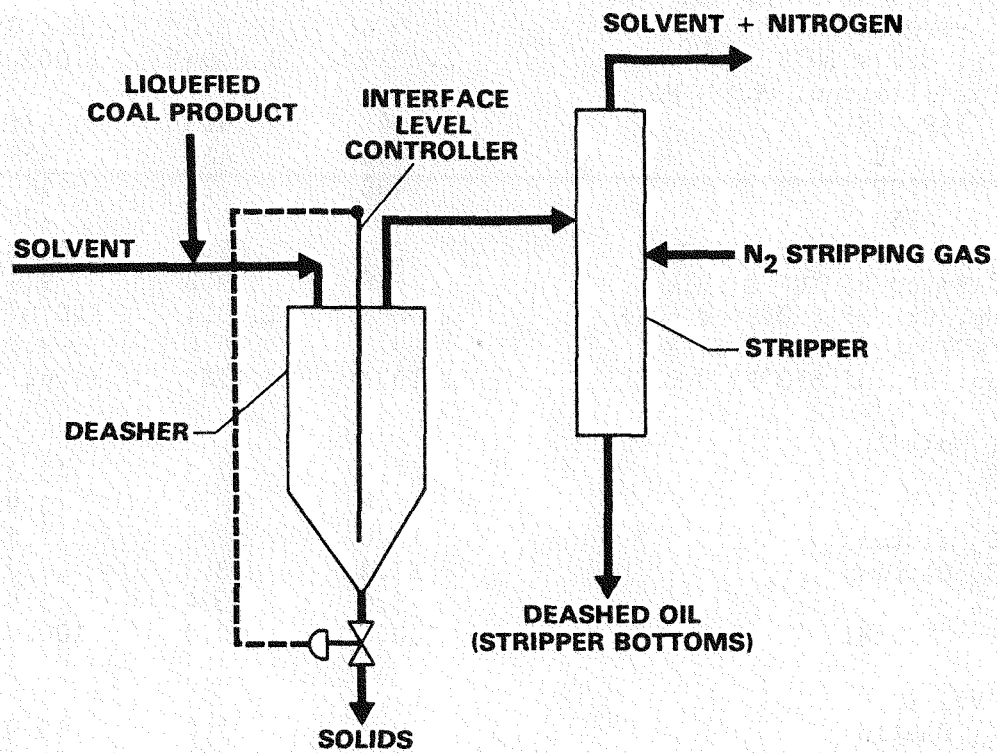 SOLVENT + NITROGEN
LIQUEFIED
COAL PRODUCT
INTERFACE
LEVEL
CONTROLLER
SOLVENT
N₂ STRIPPING GAS
STRIPPER
DEASHER
DEASHED OIL
(STRIPPER BOTTOMS)
SOLIDS